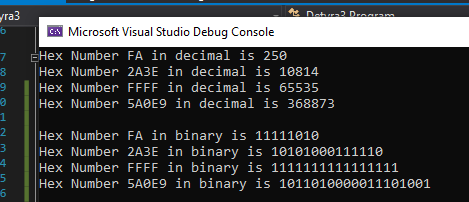 yra3
Detyra3.Program
Microsoft Visual Studio Debug Console
Hex Number FA in decimal is 250
Hex Number 2A3E in decimal is 10814
Hex Number FFFF in decimal is 65535
Hex Number 5A0E9 in decimal is 368873
Hex Number FA in binary is 11111010
Hex Number 2A3E in binary is 10101000111110
Hex Number FFFF in binary is 1111111111111111
Hex Number 5A0E9 in binary is 1011010000011101001